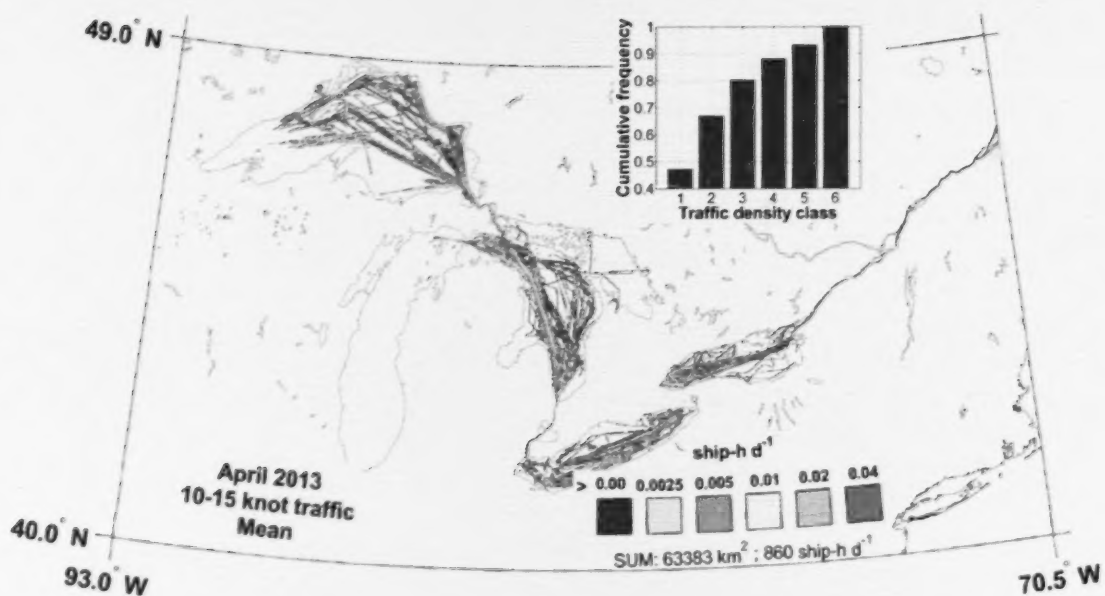 49.0° N
Cumulative frequency
1
0.9
0.8
0.7
0.6
0.5
0.4
1 2 3 4 5 6
Traffic density class
ship-h d⁻¹
> 0.00 0.0025 0.005 0.01 0.02 0.04
SUM: 63383 km² ; 860 ship-h d⁻¹
April 2013
10-15 knot traffic
Mean
40.0° N
93.0° W
70.5° W